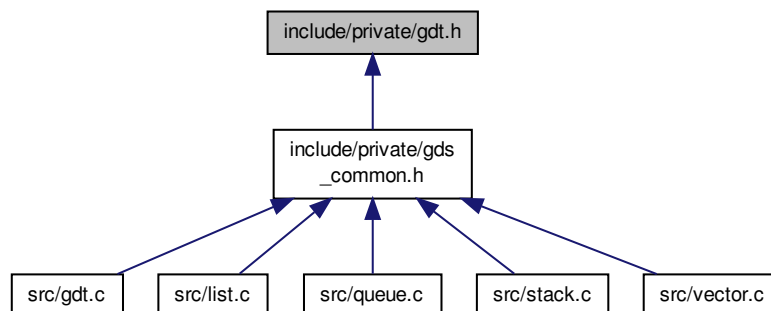 include/private/gdt.h
include/private/gds
_common.h
src/gdt.c
src/list.c
src/queue.c
src/stack.c
src/vector.c